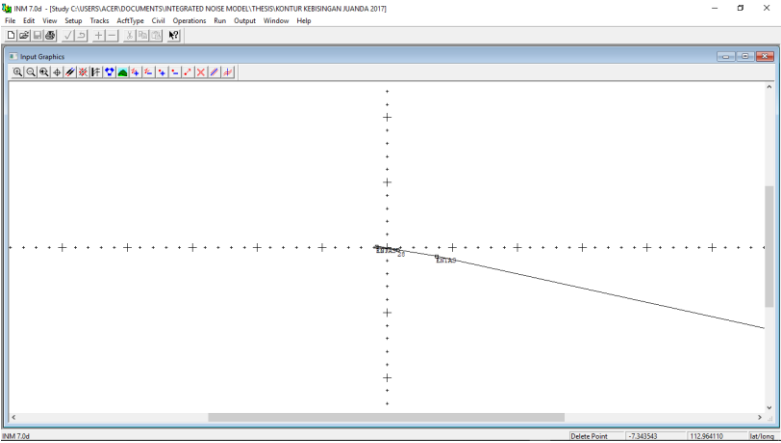 INM 7.0d - [Study C:\USERS\ACER\DOCUMENTS\INTEGRATED NOISE MODEL\THESIS\KONTUR KEBISINGAN JUANDA 2017]
File Edit View Setup Tracks AcftType Civil Operations Run Output Window Help
Input Graphics
28
INM 7.0d
Delete Point -7.343543 112.964110 lat/long